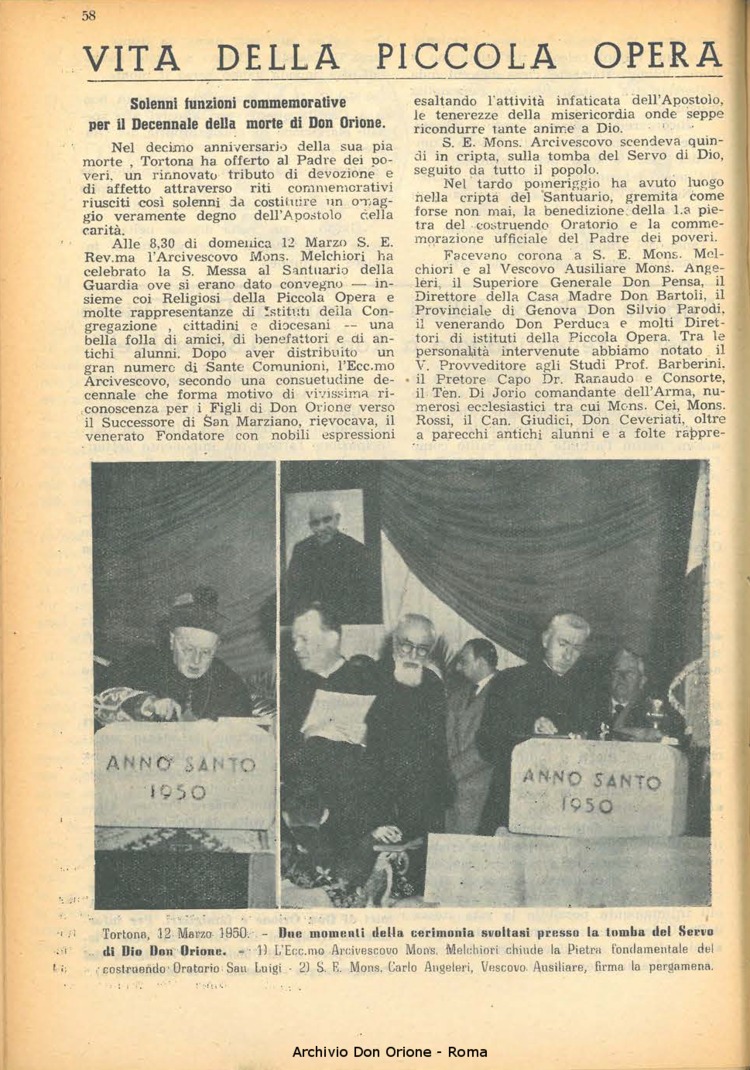 58
VITA DELLA PICCOLA OPERA
Solenni funzioni commemorative
per il Decennale della morte di Don Orione.
Nel decimo anniversario della sua pia
morte , Tortona ha offerto al Padre dei po-
veri, un rinnovato tributo di devozione e
di affetto attraverso riti commemorativi
riusciti così solenni da costituire un omag-
gio veramente degno dell'Apostolo della
carità.
Alle 8,30 di domenica 12 Marzo S. E.
Rev.ma l'Arcivescovo Mons. Melchiori ha
celebrato la S. Messa al Santuario della
Guardia ove si erano dato convegno — in-
sieme coi Religiosi della Piccola Opera e
molte rappresentanze di Istituti della Con-
gregazione , cittadini e diocesani — una
bella folla di amici, di benefattori e di an-
tichi alunni. Dopo aver distribuito un
gran numero di Sante Comunioni, l'Ecc.mo
Arcivescovo, secondo una consuetudine de-
cennale che forma motivo di vivissima ri-
conoscenza per i Figli di Don Orione verso
il Successore di San Marziano, rievocava, il
venerato Fondatore con nobili espressioni
esaltando l'attività infaticata dell'Apostolo,
le tenerezze della misericordia onde seppe
ricondurre tante anime a Dio.
S. E. Mons. Arcivescovo scendeva quin-
di in cripta, sulla tomba del Servo di Dio,
seguito da tutto il popolo.
Nel tardo pomeriggio ha avuto luogo
nella cripta del Santuario, gremita come
forse non mai, la benedizione della 1.a pie-
tra del costruendo Oratorio e la comme-
morazione ufficiale del Padre dei poveri.
Facevano corona a S. E. Mons. Mel-
chiori e al Vescovo Ausiliare Mons. Ange-
leri, il Superiore Generale Don Pensa, il
Direttore della Casa Madre Don Bartoli, il
Provinciale di Genova Don Silvio Parodi,
il venerando Don Perduca e molti Diret-
tori di istituti della Piccola Opera. Tra le
personalità intervenute abbiamo notato il
V. Provveditore agli Studi Prof. Barberini,
il Pretore Capo Dr. Ranaudo e Consorte,
il Ten. Di Jorio comandante dell'Arma, nu-
merosi ecclesiastici tra cui Mons. Cei, Mons.
Rossi, il Can. Giudici, Don Ceveriati, oltre
a parecchi antichi alunni e a folte rappre-
ANNO SANTO
1950
ANNO SANTO
1950
Tortona, 12 Marzo 1950. - Due momenti della cerimonia svoltasi presso la tomba del Servo
di Dio Don Orione. - 1) L'Ecc.mo Arcivescovo Mons. Melchiori chiude la Pietra fondamentale del
costruendo Oratorio San Luigi - 2) S. E. Mons. Carlo Angeleri, Vescovo Ausiliare, firma la pergamena.
Archivio Don Orione - Roma